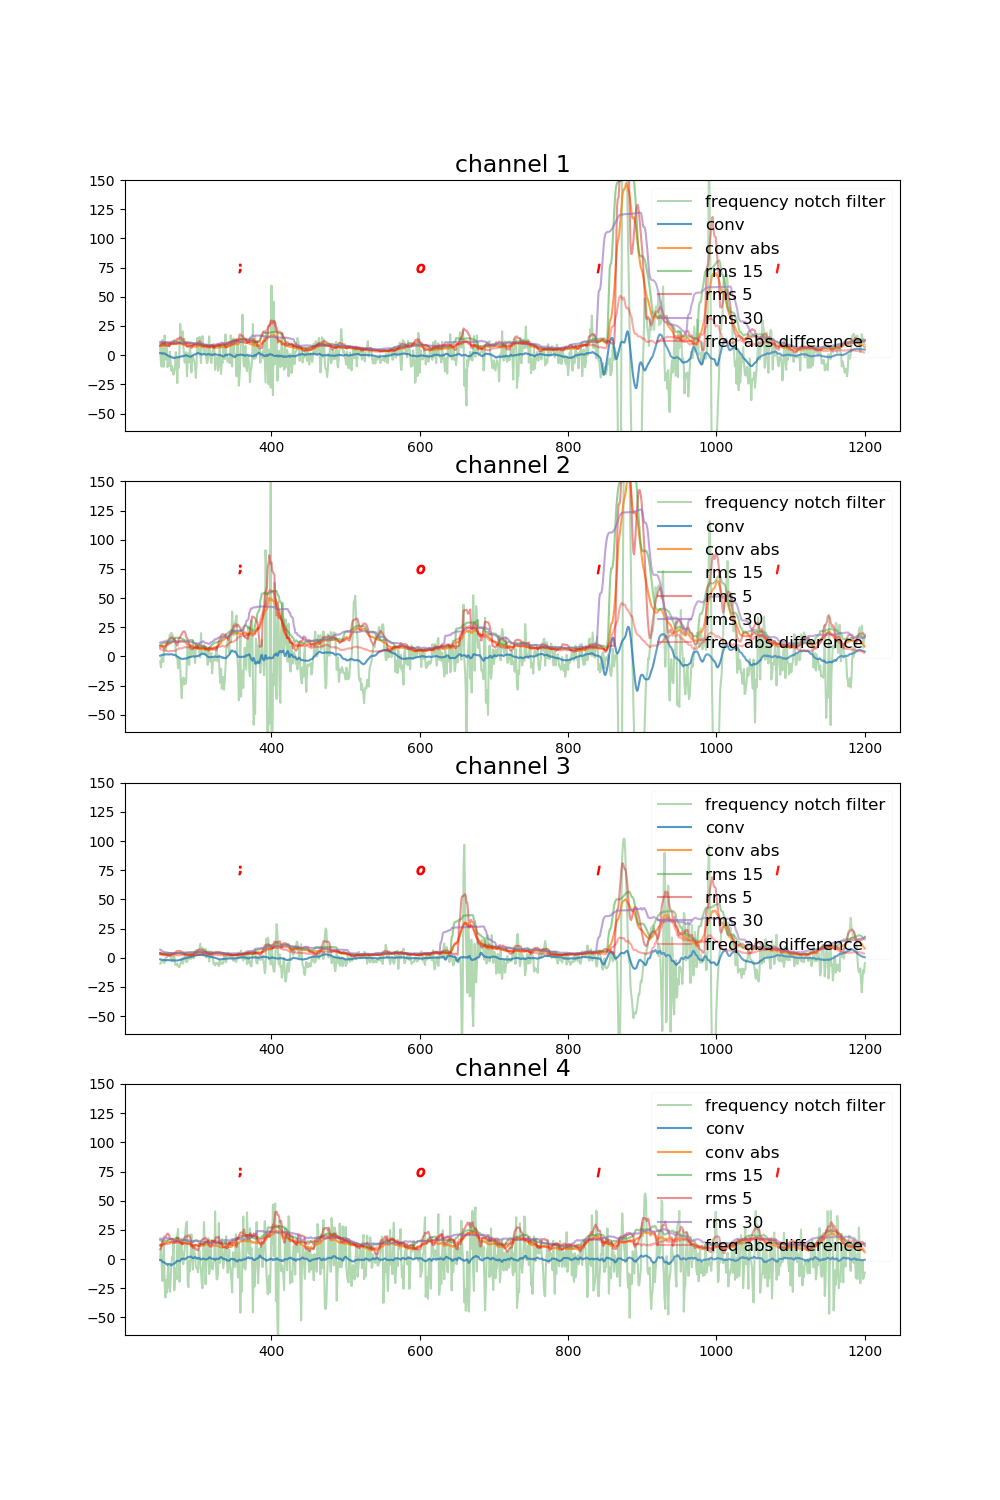 channel 1
150
125
100
75
50
25
0
−25
−50
; o l l
frequency notch filter
conv
conv abs
rms 15
rms 5
rms 30
freq abs difference
400 600 800 1000 1200
channel 2
150
125
100
75
50
25
0
−25
−50
; o l l
frequency notch filter
conv
conv abs
rms 15
rms 5
rms 30
freq abs difference
400 600 800 1000 1200
channel 3
150
125
100
75
50
25
0
−25
−50
; o l l
frequency notch filter
conv
conv abs
rms 15
rms 5
rms 30
freq abs difference
400 600 800 1000 1200
channel 4
150
125
100
75
50
25
0
−25
−50
; o l l
frequency notch filter
conv
conv abs
rms 15
rms 5
rms 30
freq abs difference
400 600 800 1000 1200